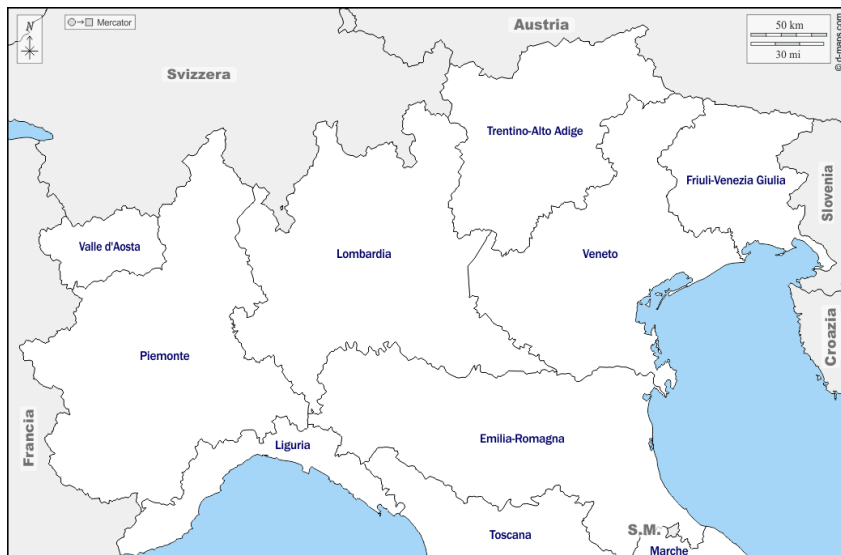 N
Mercator
Austria
50 km
30 mi
© d-maps.com
Svizzera
Trentino-Alto Adige
Friuli-Venezia Giulia
Slovenia
Valle d'Aosta
Lombardia
Veneto
Croazia
Piemonte
Francia
Liguria
Emilia-Romagna
Toscana
S.M.
Marche